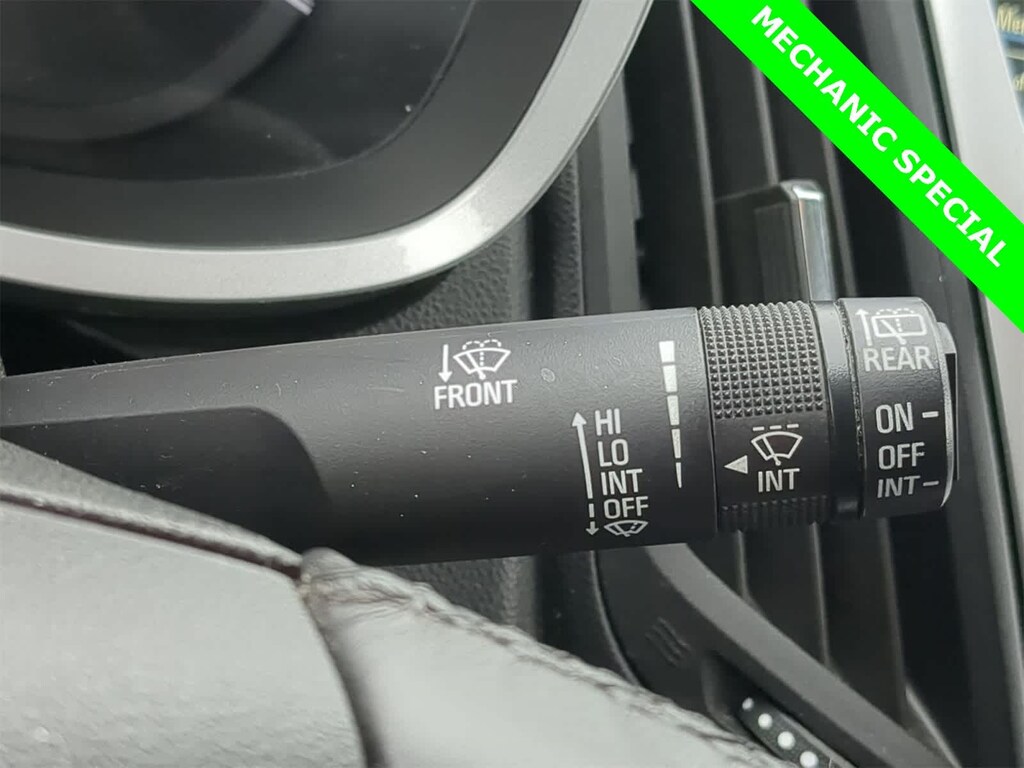 MECHANIC SPECIAL
FRONT
HI
LO
INT
OFF
INT
REAR
ON -
OFF
INT -